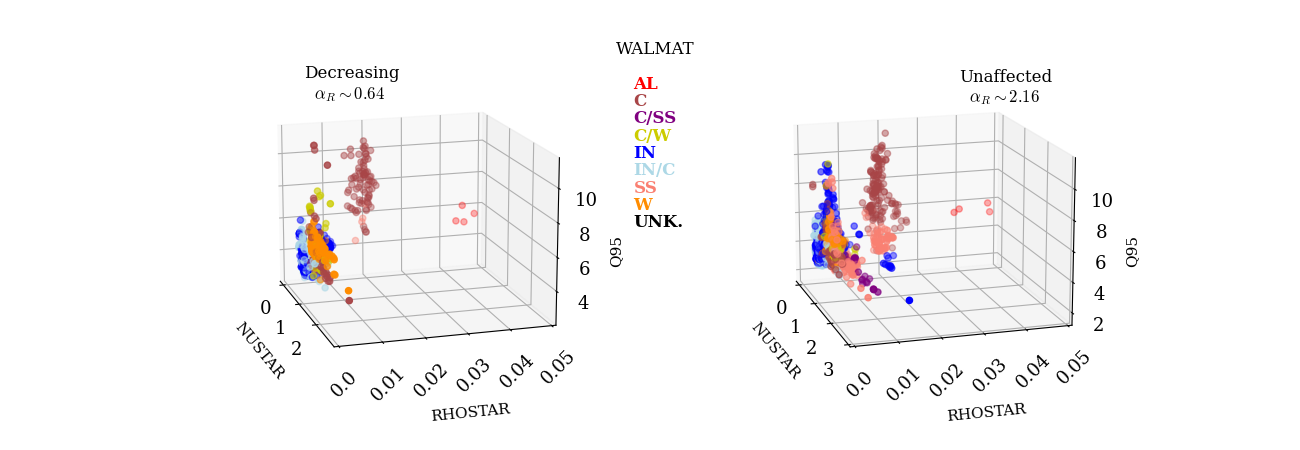 WALMAT
Decreasing
α_R ∼ 0.64
Unaffected
α_R ∼ 2.16
AL
C
C/SS
C/W
IN
IN/C
SS
W
UNK.
10
8
6
4
Q95
0
1
2
NUSTAR
0.0
0.01
0.02
0.03
0.04
0.05
RHOSTAR
10
8
6
4
2
Q95
0
1
2
3
NUSTAR
0.0
0.01
0.02
0.03
0.04
0.05
RHOSTAR